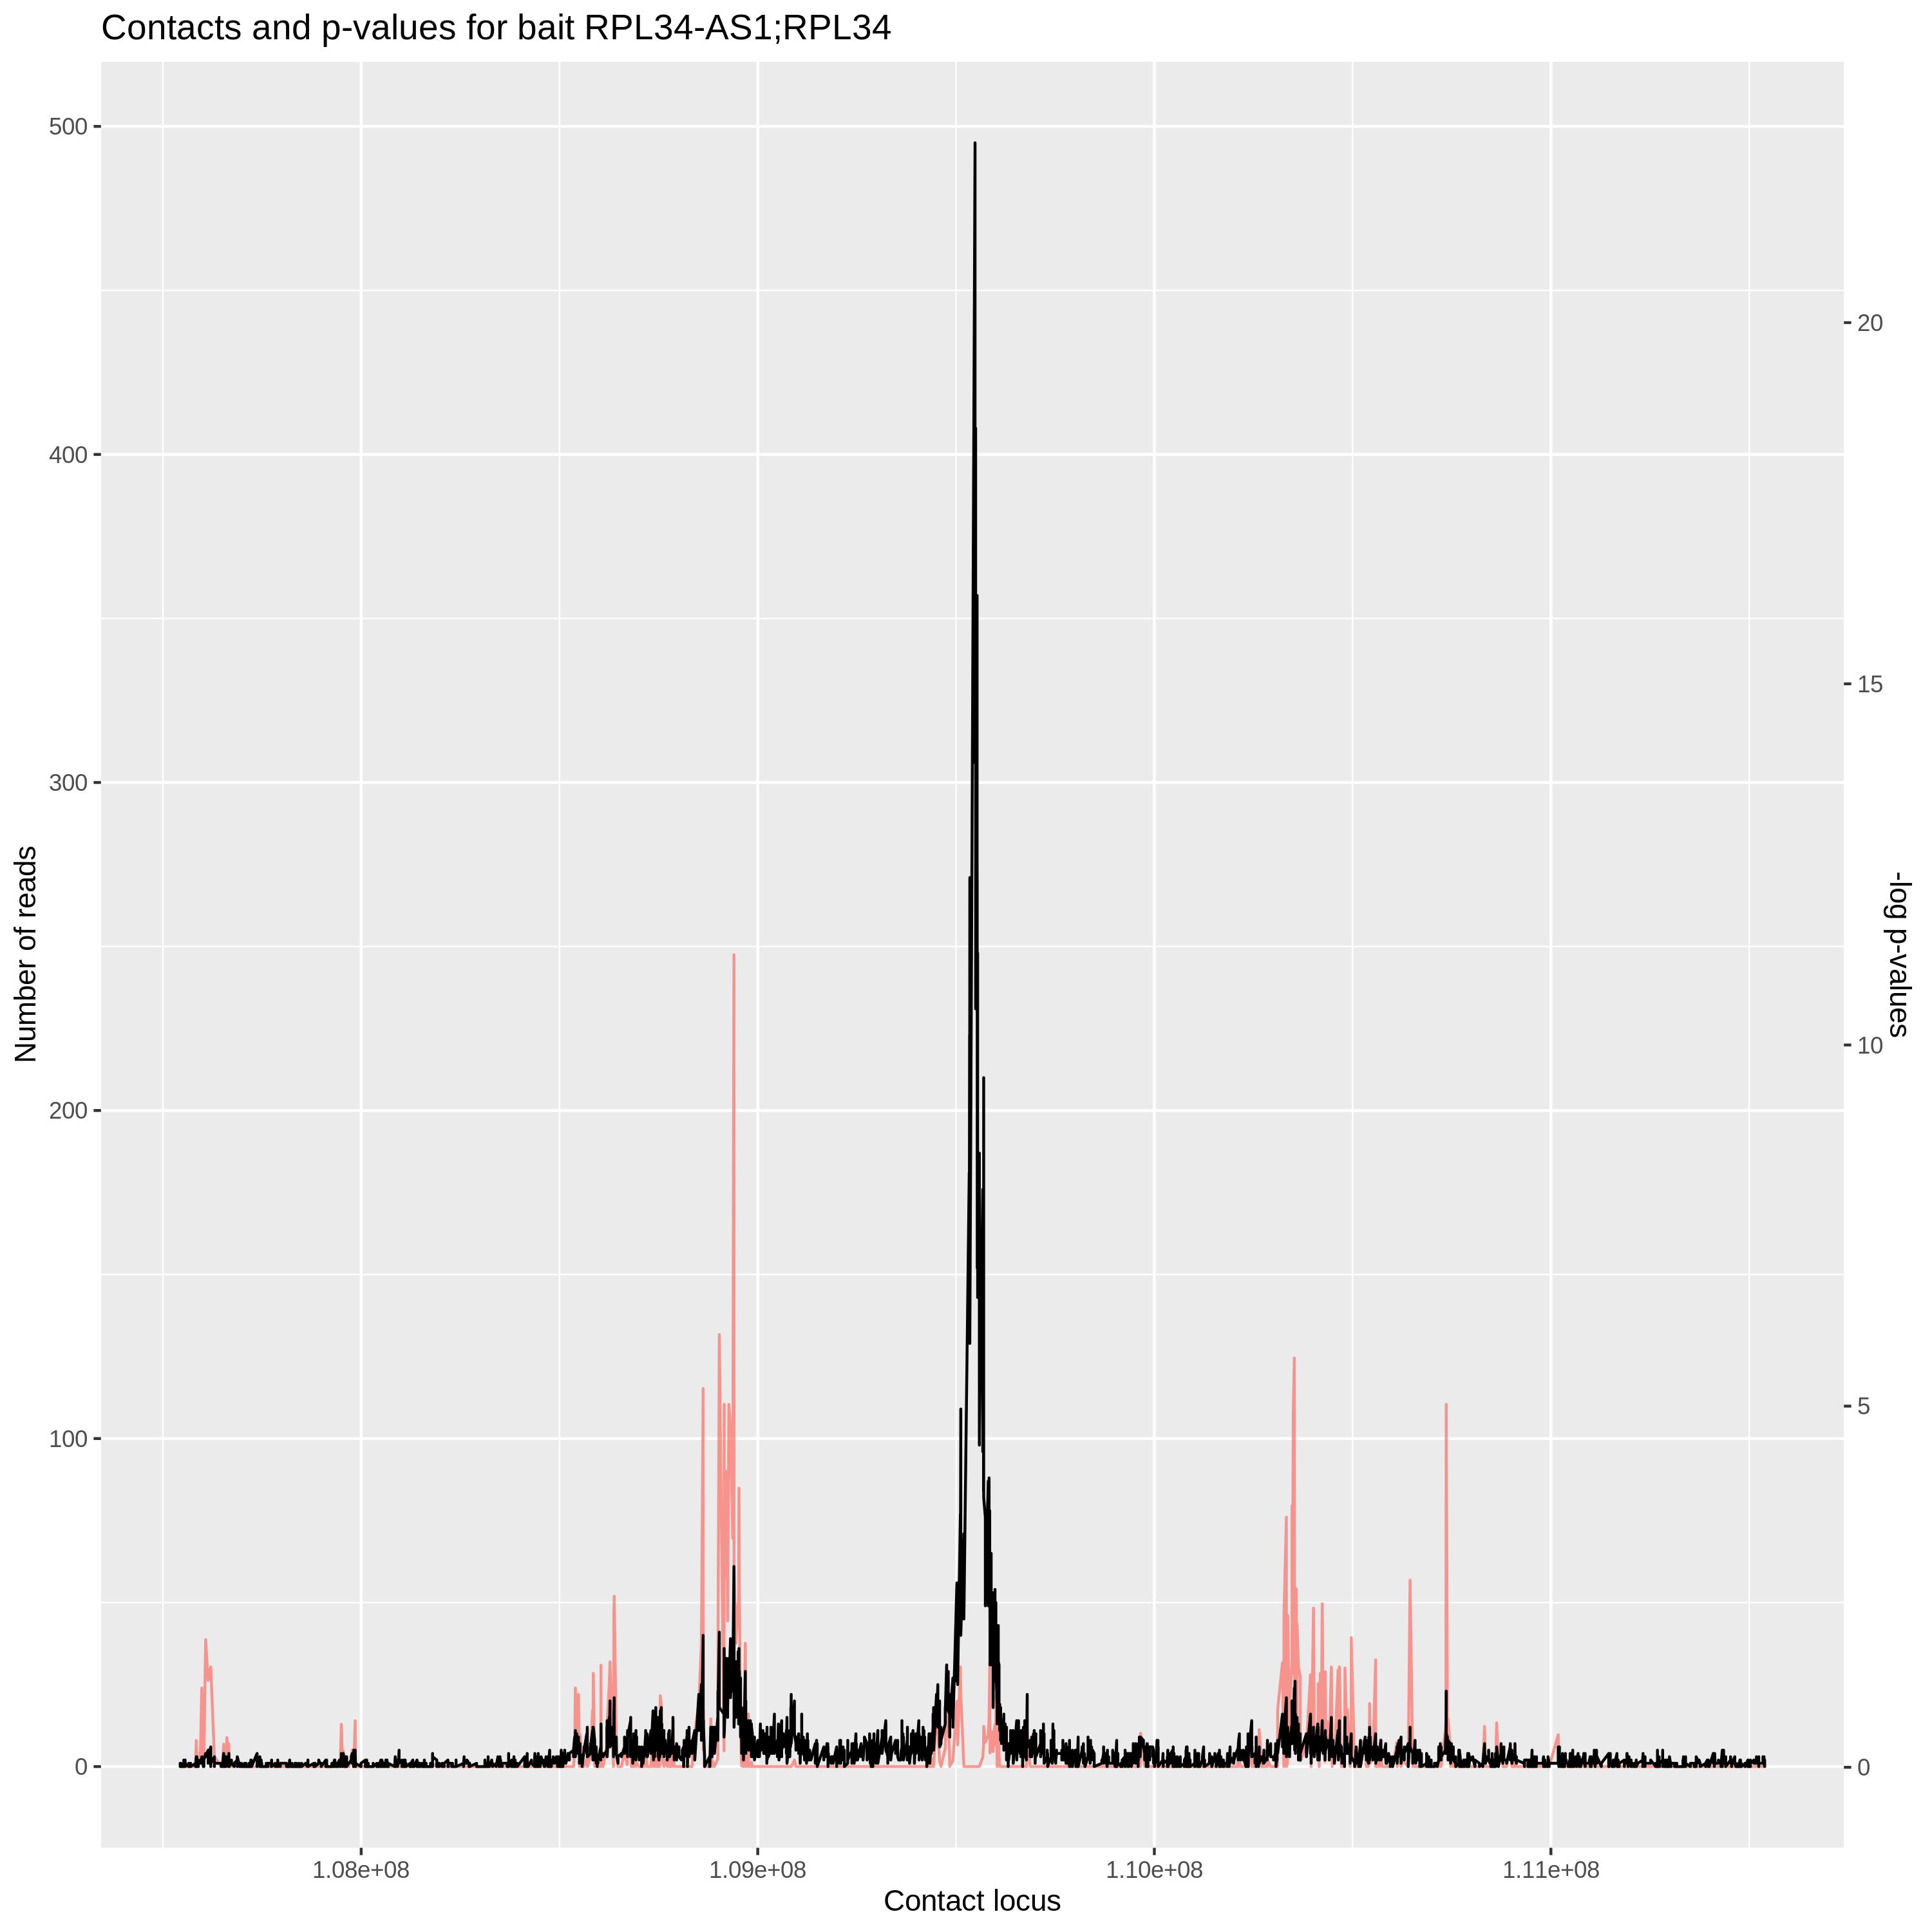 Contacts and p-values for bait RPL34-AS1;RPL34
500
400
300
200
100
0
Number of reads
20
15
10
5
0
-log p-values
1.08e+08 1.09e+08 1.10e+08 1.11e+08
Contact locus